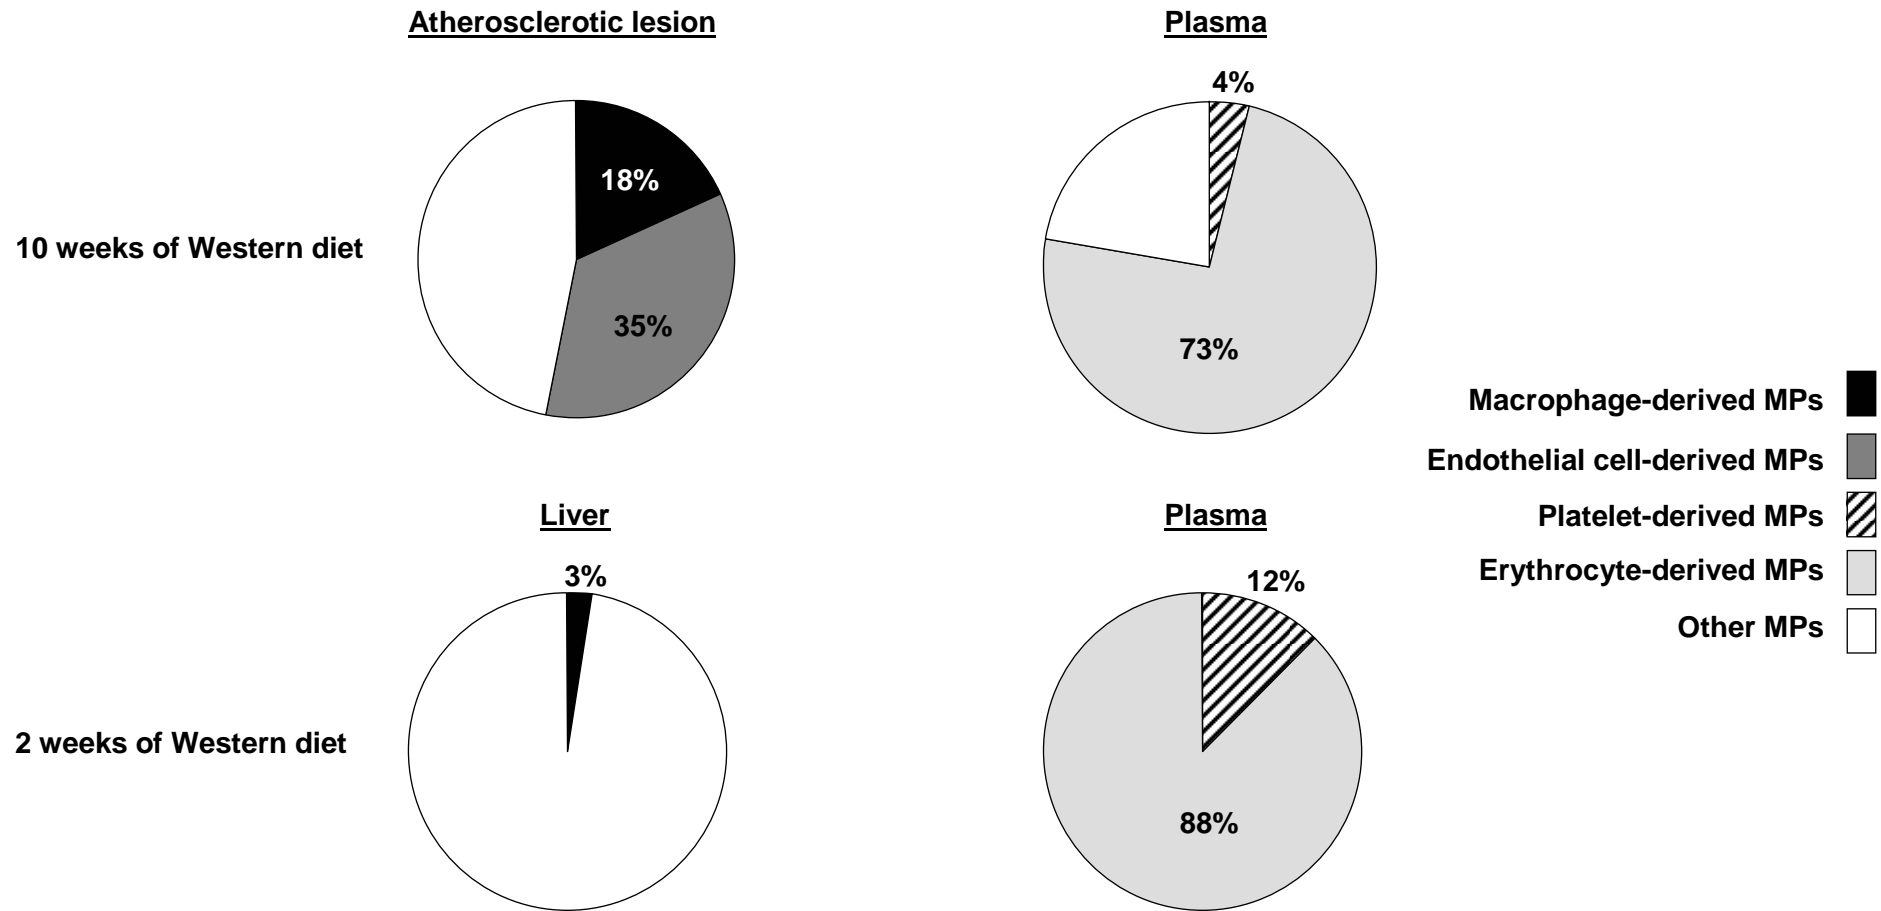 Atherosclerotic lesion
Plasma
4%
18%
10 weeks of Western diet
35%
73%
Macrophage-derived MPs
Endothelial cell-derived MPs
Platelet-derived MPs
Erythrocyte-derived MPs
Other MPs
Liver
Plasma
3%
12%
2 weeks of Western diet
88%